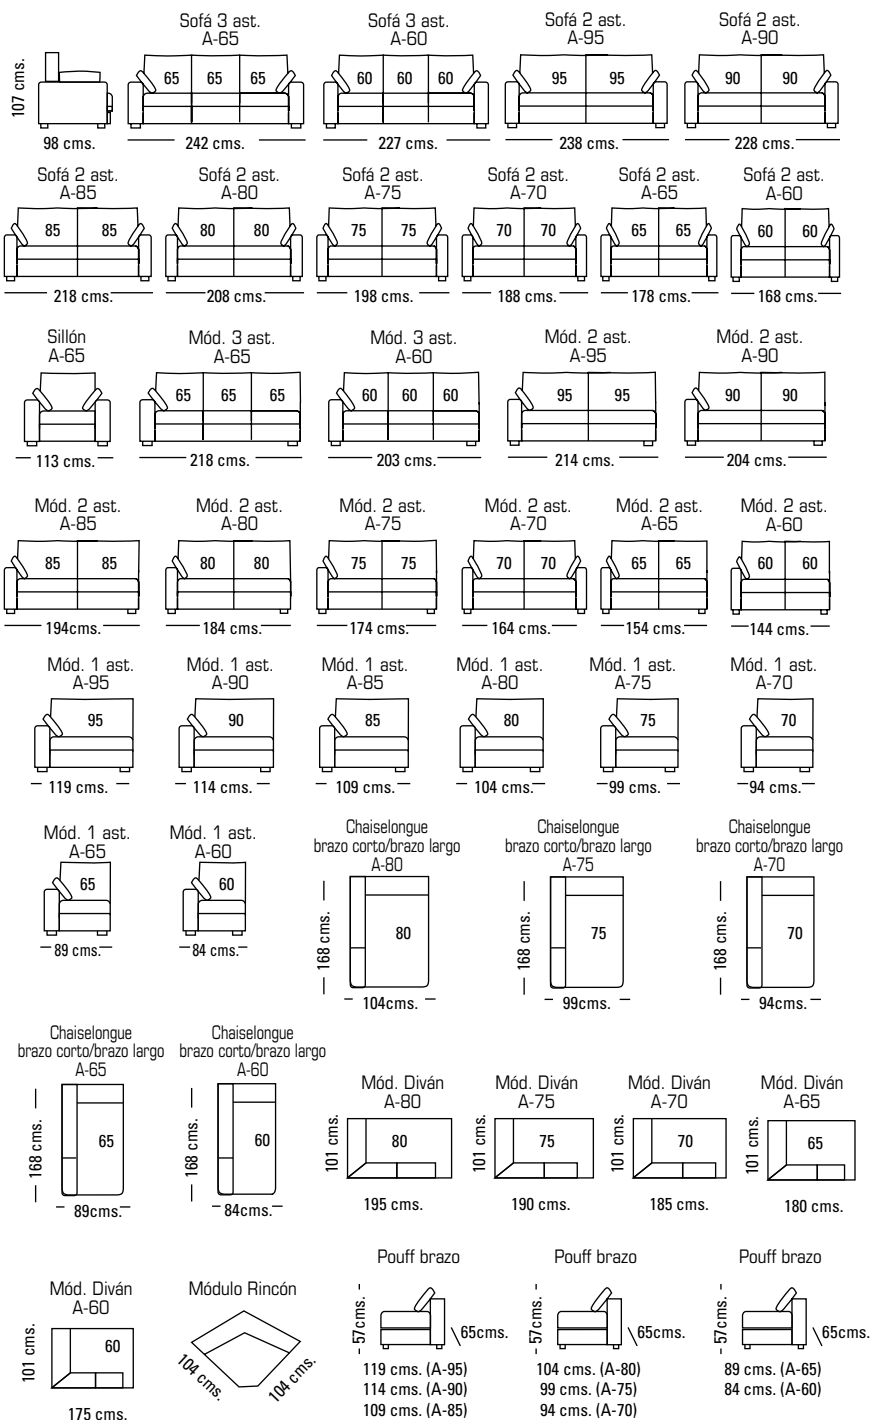 Sofá 3 ast.
A-65
Sofá 3 ast.
A-60
Sofá 2 ast.
A-95
Sofá 2 ast.
A-90
107 cms.
65 65 65
60 60 60
95 95
90 90
98 cms.
242 cms.
227 cms.
238 cms.
228 cms.
Sofá 2 ast.
A-85
Sofá 2 ast.
A-80
Sofá 2 ast.
A-75
Sofá 2 ast.
A-70
Sofá 2 ast.
A-65
Sofá 2 ast.
A-60
85 85
80 80
75 75
70 70
65 65
60 60
218 cms.
208 cms.
198 cms.
188 cms.
178 cms.
168 cms.
Sillón
A-65
Mód. 3 ast.
A-65
Mód. 3 ast.
A-60
Mód. 2 ast.
A-95
Mód. 2 ast.
A-90
65 65 65
60 60 60
95 95
90 90
113 cms.
218 cms.
203 cms.
214 cms.
204 cms.
Mód. 2 ast.
A-85
Mód. 2 ast.
A-80
Mód. 2 ast.
A-75
Mód. 2 ast.
A-70
Mód. 2 ast.
A-65
Mód. 2 ast.
A-60
85 85
80 80
75 75
70 70
65 65
60 60
194cms.
184 cms.
174 cms.
164 cms.
154 cms.
144 cms.
Mód. 1 ast.
A-95
Mód. 1 ast.
A-90
Mód. 1 ast.
A-85
Mód. 1 ast.
A-80
Mód. 1 ast.
A-75
Mód. 1 ast.
A-70
95
90
85
80
75
70
119 cms.
114 cms.
109 cms.
104 cms.
99 cms.
94 cms.
Mód. 1 ast.
A-65
65
89 cms.
Mód. 1 ast.
A-60
60
84 cms.
Chaiselongue
brazo corto/brazo largo
A-80
168 cms.
80
104cms.
Chaiselongue
brazo corto/brazo largo
A-75
168 cms.
75
99cms.
Chaiselongue
brazo corto/brazo largo
A-70
168 cms.
70
94cms.
Chaiselongue
brazo corto/brazo largo
A-65
168 cms.
65
89cms.
Chaiselongue
brazo corto/brazo largo
A-60
168 cms.
60
84cms.
Mód. Diván
A-80
101 cms.
80
195 cms.
Mód. Diván
A-75
101 cms.
75
190 cms.
Mód. Diván
A-70
101 cms.
70
185 cms.
Mód. Diván
A-65
101 cms.
65
180 cms.
Mód. Diván
A-60
101 cms.
60
175 cms.
Módulo Rincón
104 cms.
104 cms.
Pouff brazo
57 cms.
65cms.
119 cms. (A-95)
114 cms. (A-90)
109 cms. (A-85)
Pouff brazo
57 cms.
65cms.
104 cms. (A-80)
99 cms. (A-75)
94 cms. (A-70)
Pouff brazo
57 cms.
65cms.
89 cms. (A-65)
84 cms. (A-60)